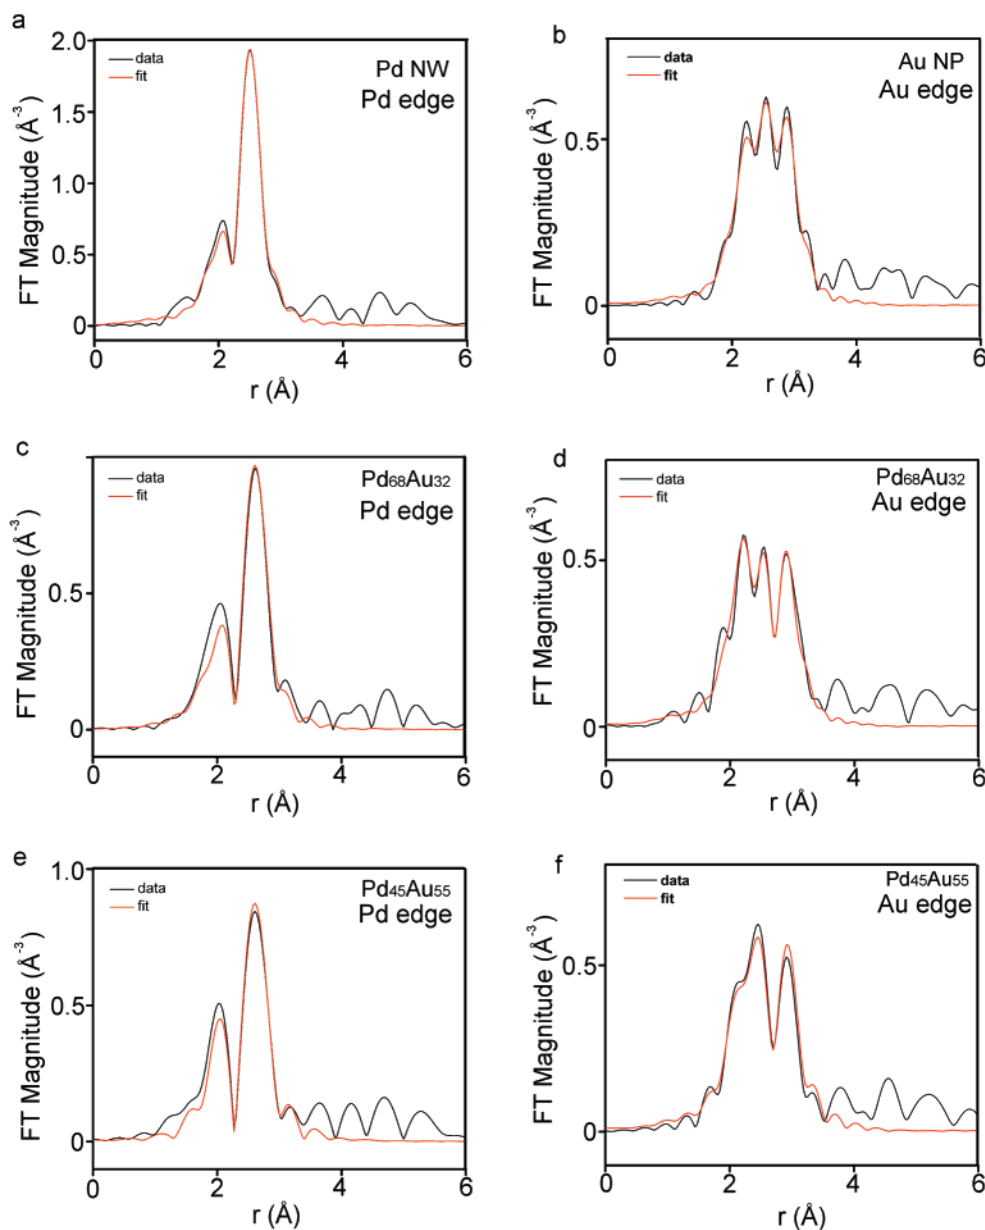 a
2.0
1.5
1.0
0.5
0
0 2 4 6
FT Magnitude (Å⁻³)
r (Å)
data
fit
Pd NW
Pd edge
b
0.5
0
0 2 4 6
FT Magnitude (Å⁻³)
r (Å)
data
fit
Au NP
Au edge
c
0.5
0
0 2 4 6
FT Magnitude (Å⁻³)
r (Å)
data
fit
Pd₆₈Au₃₂
Pd edge
d
0.5
0
0 2 4 6
FT Magnitude (Å⁻³)
r (Å)
data
fit
Pd₆₈Au₃₂
Au edge
e
1.0
0.5
0
0 2 4 6
FT Magnitude (Å⁻³)
r (Å)
data
fit
Pd₄₅Au₅₅
Pd edge
f
0.5
0
0 2 4 6
FT Magnitude (Å⁻³)
r (Å)
data
fit
Pd₄₅Au₅₅
Au edge